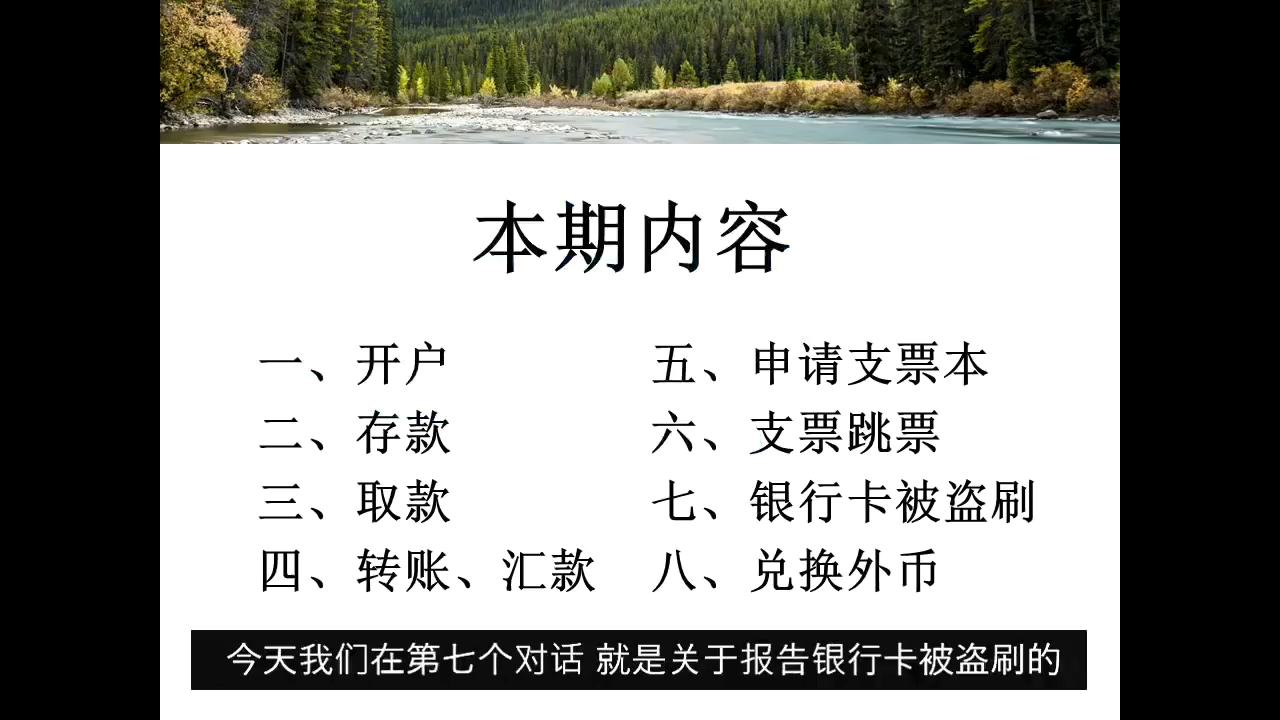 本期内容
一、开户
二、存款
三、取款
四、转账、汇款
五、申请支票本
六、支票跳票
七、银行卡被盗刷
八、兑换外币
今天我们在第七个对话 就是关于报告银行卡被盗刷的